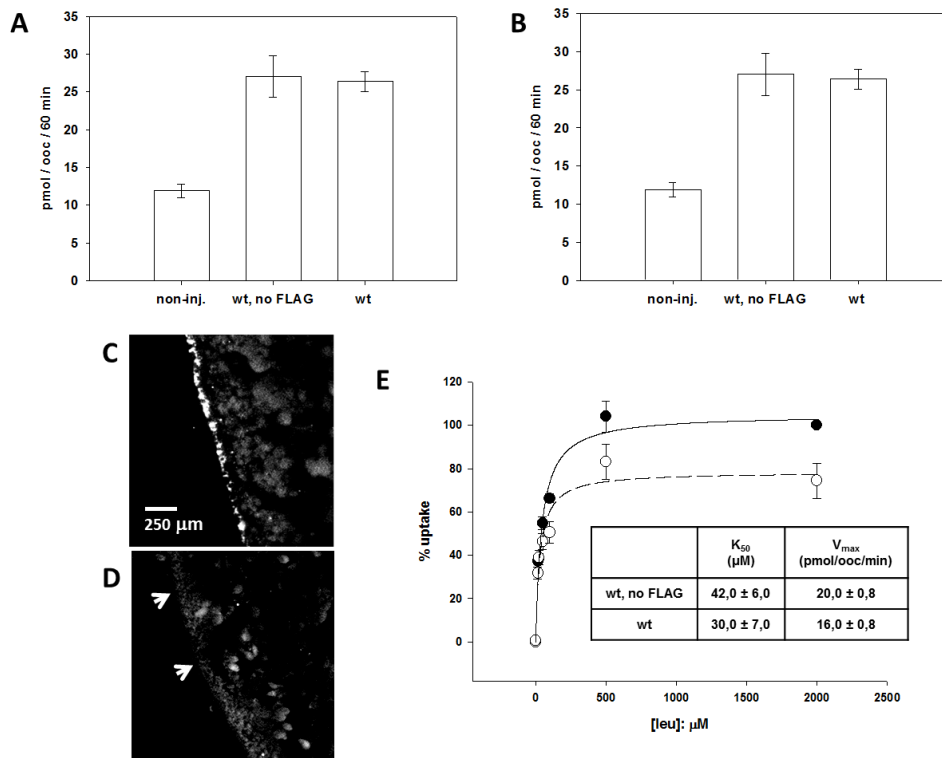 A
pmol / ooc / 60 min
35
30
25
20
15
10
5
0
non-inj. wt, no FLAG wt
B
pmol / ooc / 60 min
35
30
25
20
15
10
5
0
non-inj. wt, no FLAG wt
C
250 µm
D
E
% uptake
120
100
80
60
40
20
0
0 500 1000 1500 2000 2500
[leu]: µM
K50 Vmax
(µM) (pmol/ooc/min)
wt, no FLAG 42,0 ± 6,0 20,0 ± 0,8
wt 30,0 ± 7,0 16,0 ± 0,8